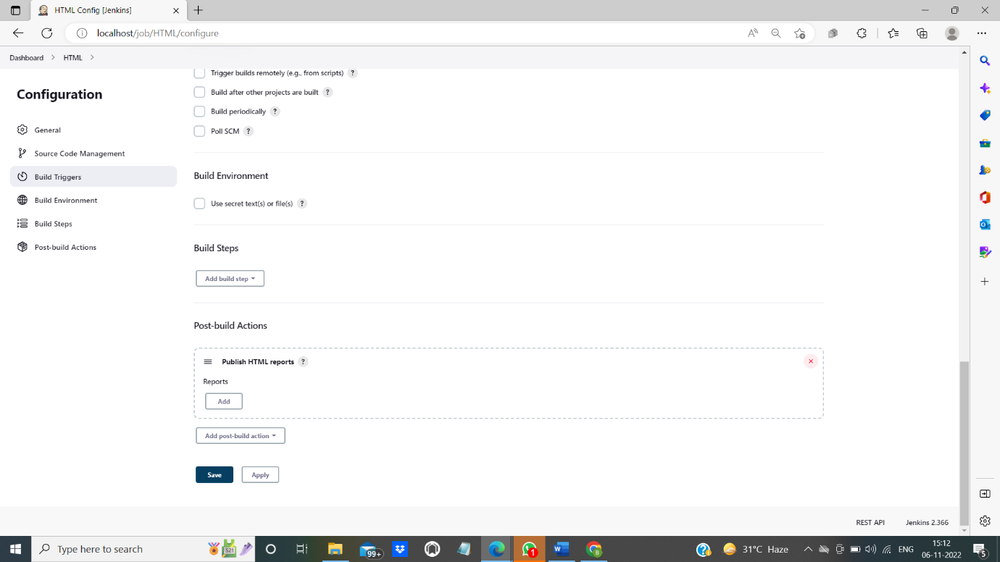 HTML Config [Jenkins]
localhost/job/HTML/configure
Dashboard
HTML
Configuration
General
Source Code Management
Build Triggers
Build Environment
Build Steps
Post-build Actions
Trigger builds remotely (e.g., from scripts) ?
Build after other projects are built ?
Build periodically ?
Poll SCM ?
Build Environment
Use secret text(s) or file(s) ?
Build Steps
Add build step
Post-build Actions
Publish HTML reports ?
Reports
Add
Add post-build action
Save
Apply
REST API
Jenkins 2.366
Type here to search
521
99+
1
31°C Haze
ENG
15:12
06-11-2022
5